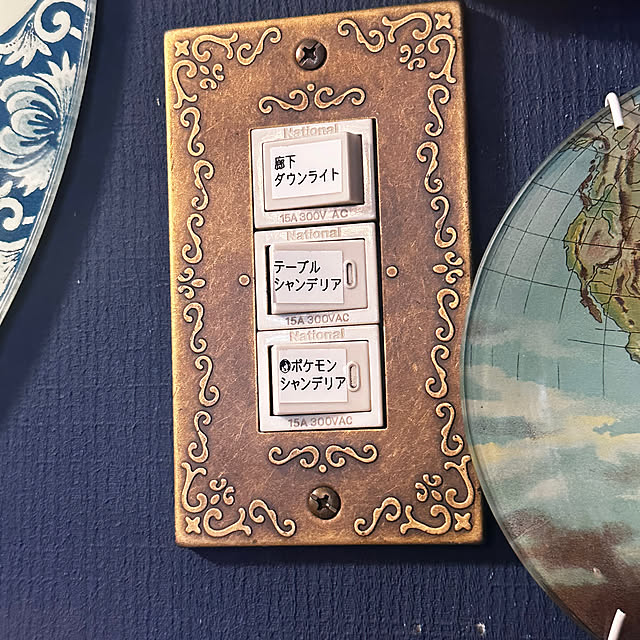 National
廊下
ダウンライト
15A 300V AC
National
テーブル
シャンデリア
15A 300VAC
National
ポケモン
シャンデリア
15A 300VAC